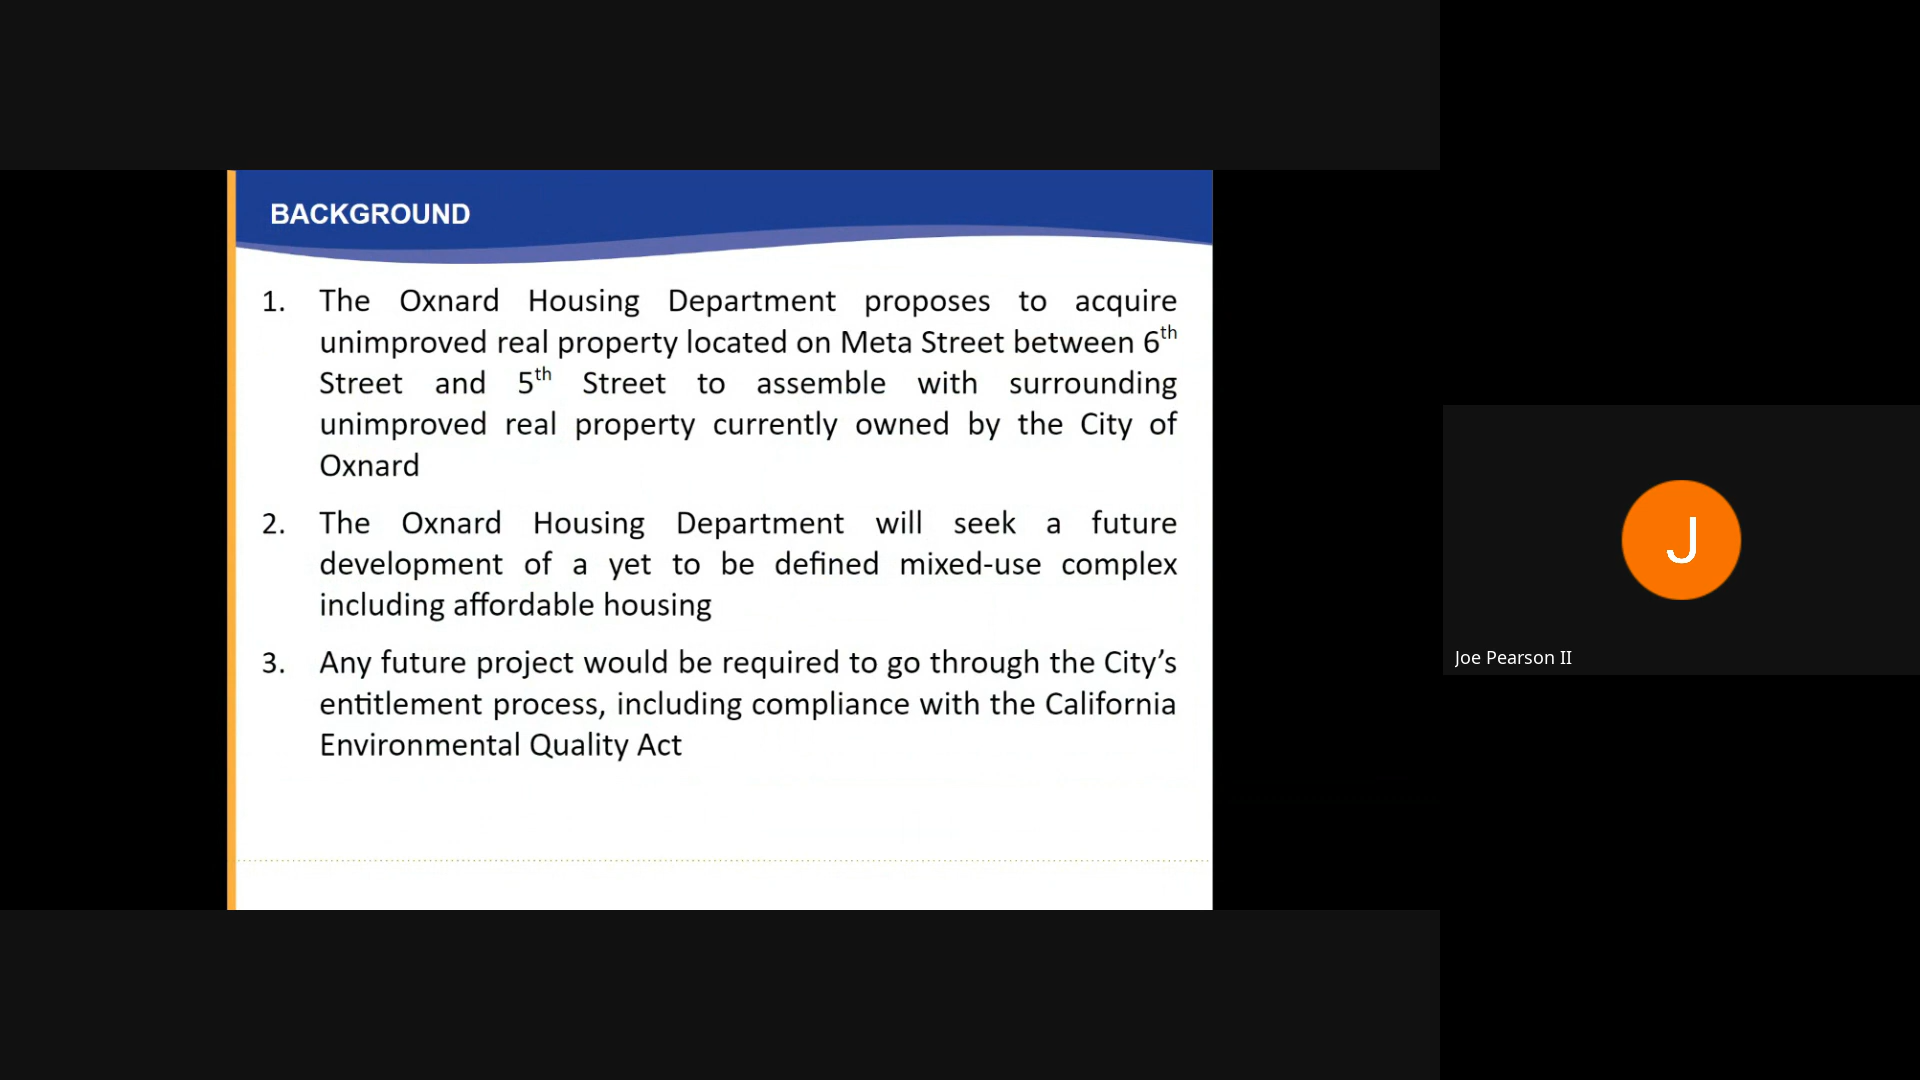 BACKGROUND
1. The Oxnard Housing Department proposes to acquire
unimproved real property located on Meta Street between 6th
Street and 5th Street to assemble with surrounding
unimproved real property currently owned by the City of
Oxnard
2. The Oxnard Housing Department will seek a future
development of a yet to be defined mixed-use complex
including affordable housing
3. Any future project would be required to go through the City’s
entitlement process, including compliance with the California
Environmental Quality Act
J
Joe Pearson II